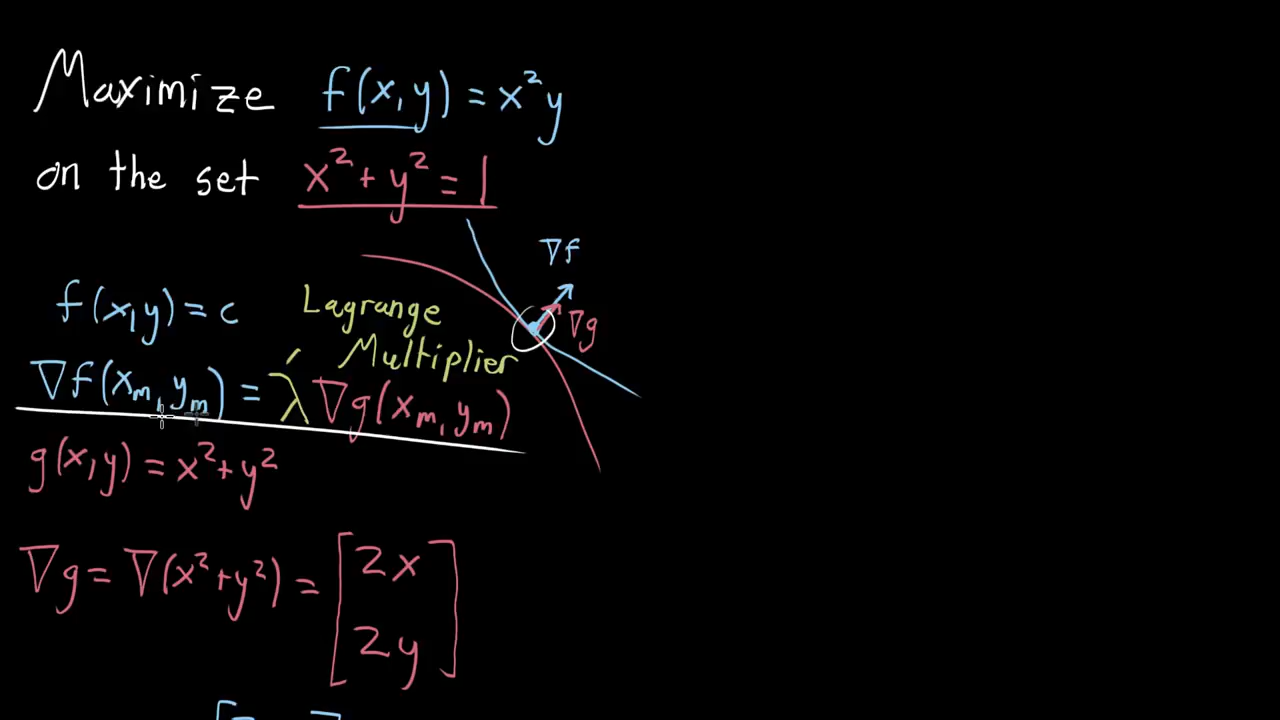 Maximize f(x,y) = x²y
on the set x² + y² = 1
∇f
f(x,y) = c
Lagrange
Multiplier
∇g
∇f(xₘ,yₘ) = λ∇g(xₘ,yₘ)
g(x,y) = x² + y²
∇g = ∇(x² + y²) = [2x
2y]